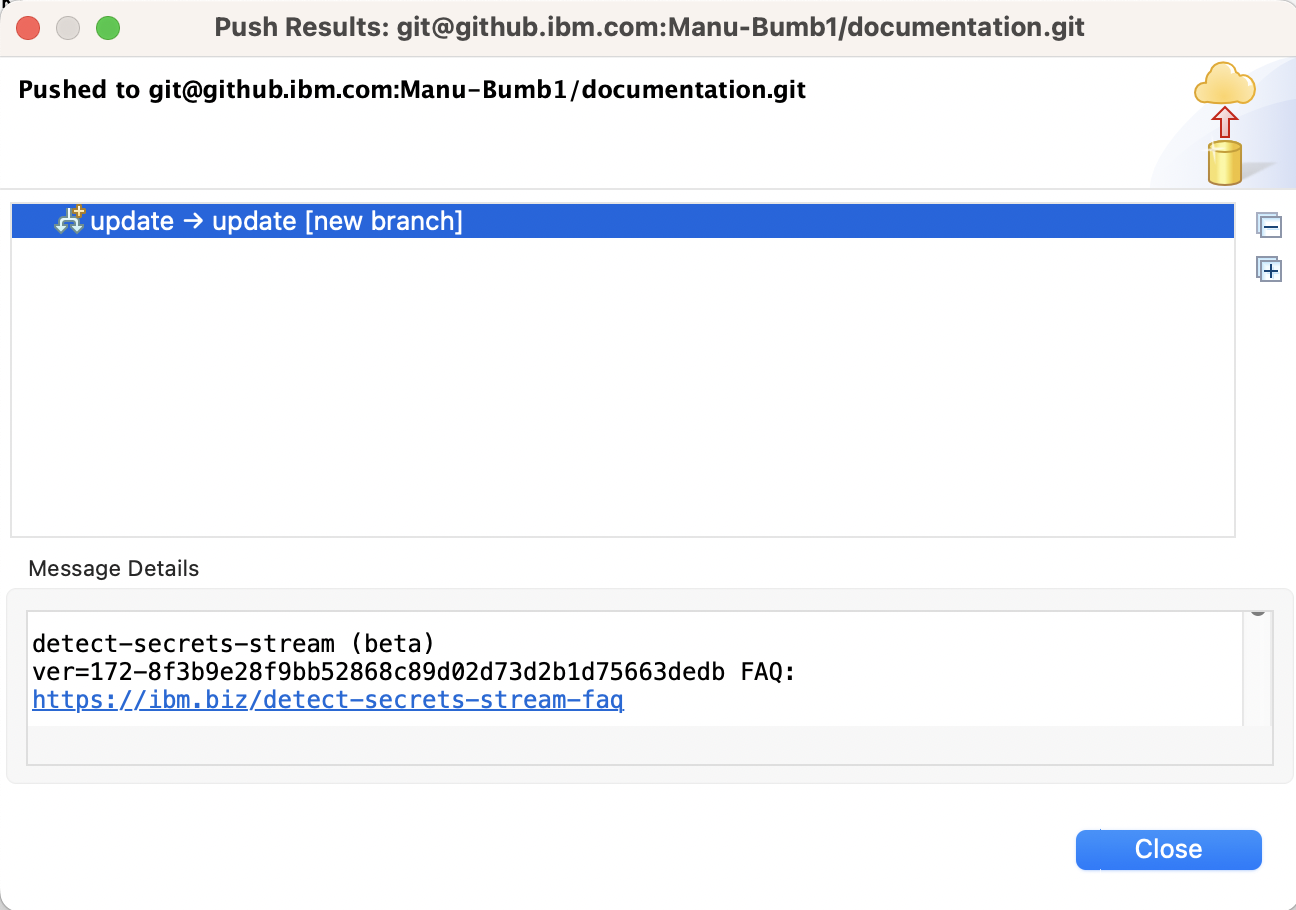 Push Results: git@github.ibm.com:Manu-Bumb1/documentation.git
Pushed to git@github.ibm.com:Manu-Bumb1/documentation.git
update → update [new branch]
Message Details
detect-secrets-stream (beta)
ver=172-8f3b9e28f9bb52868c89d02d73d2b1d75663dedb FAQ:
https://ibm.biz/detect-secrets-stream-faq
Close